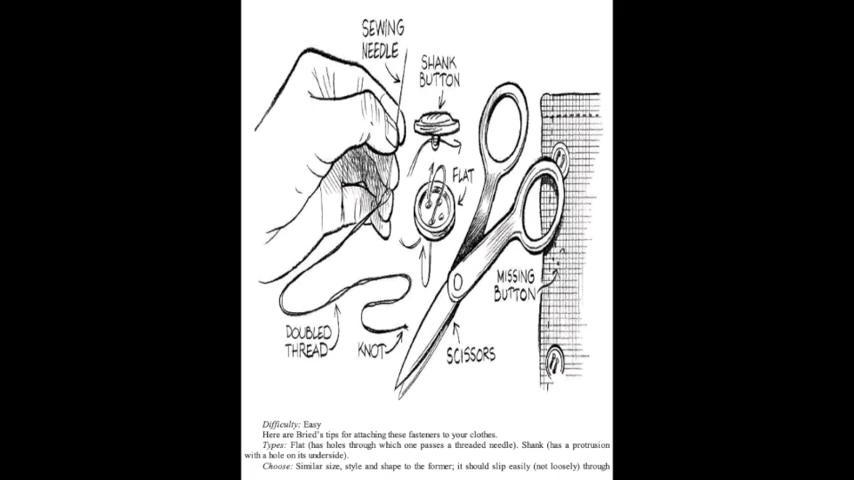 SEWING
NEEDLE
SHANK
BUTTON
FLAT
MISSING
BUTTON
DOUBLED
THREAD
KNOT
SCISSORS
Difficulty: Easy
Here are Bried's tips for attaching these fasteners to your clothes.
Types: Flat (has holes through which one passes a threaded needle). Shank (has a protrusion
with a hole on its underside).
Choose: Similar size, style and shape to the former; it should slip easily (not loosely) through